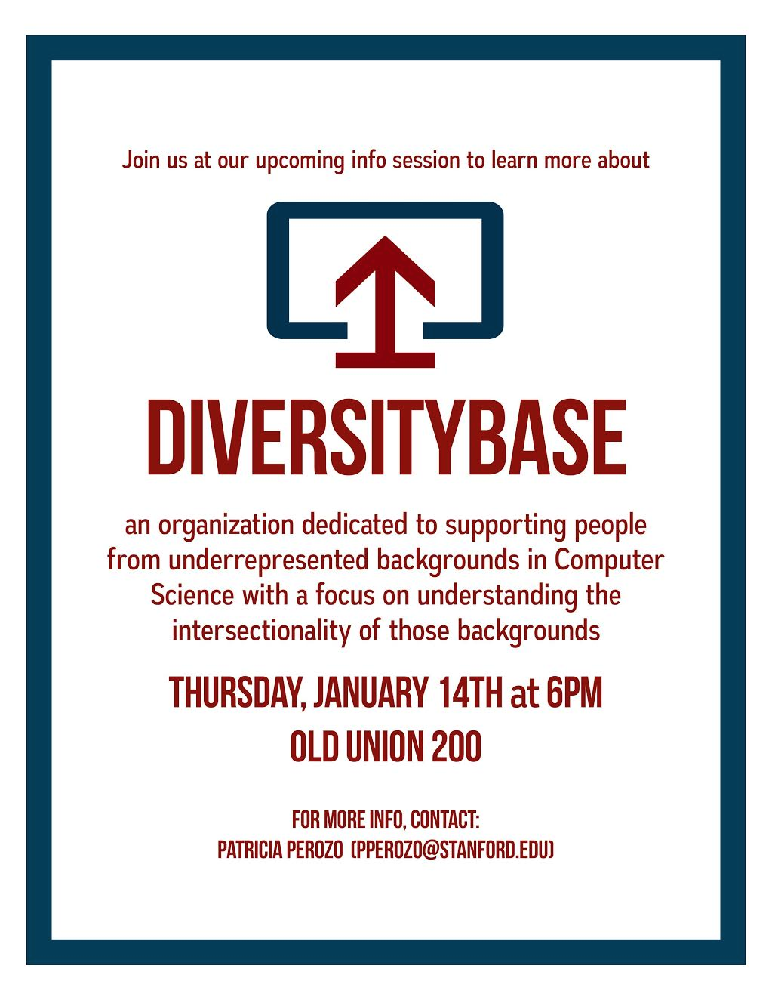 Join us at our upcoming info session to learn more about
DIVERSITYBASE
an organization dedicated to supporting people
from underrepresented backgrounds in Computer
Science with a focus on understanding the
intersectionality of those backgrounds
THURSDAY, JANUARY 14TH at 6PM
OLD UNION 200
FOR MORE INFO, CONTACT:
PATRICIA PEROZO (PPEROZO@STANFORD.EDU)